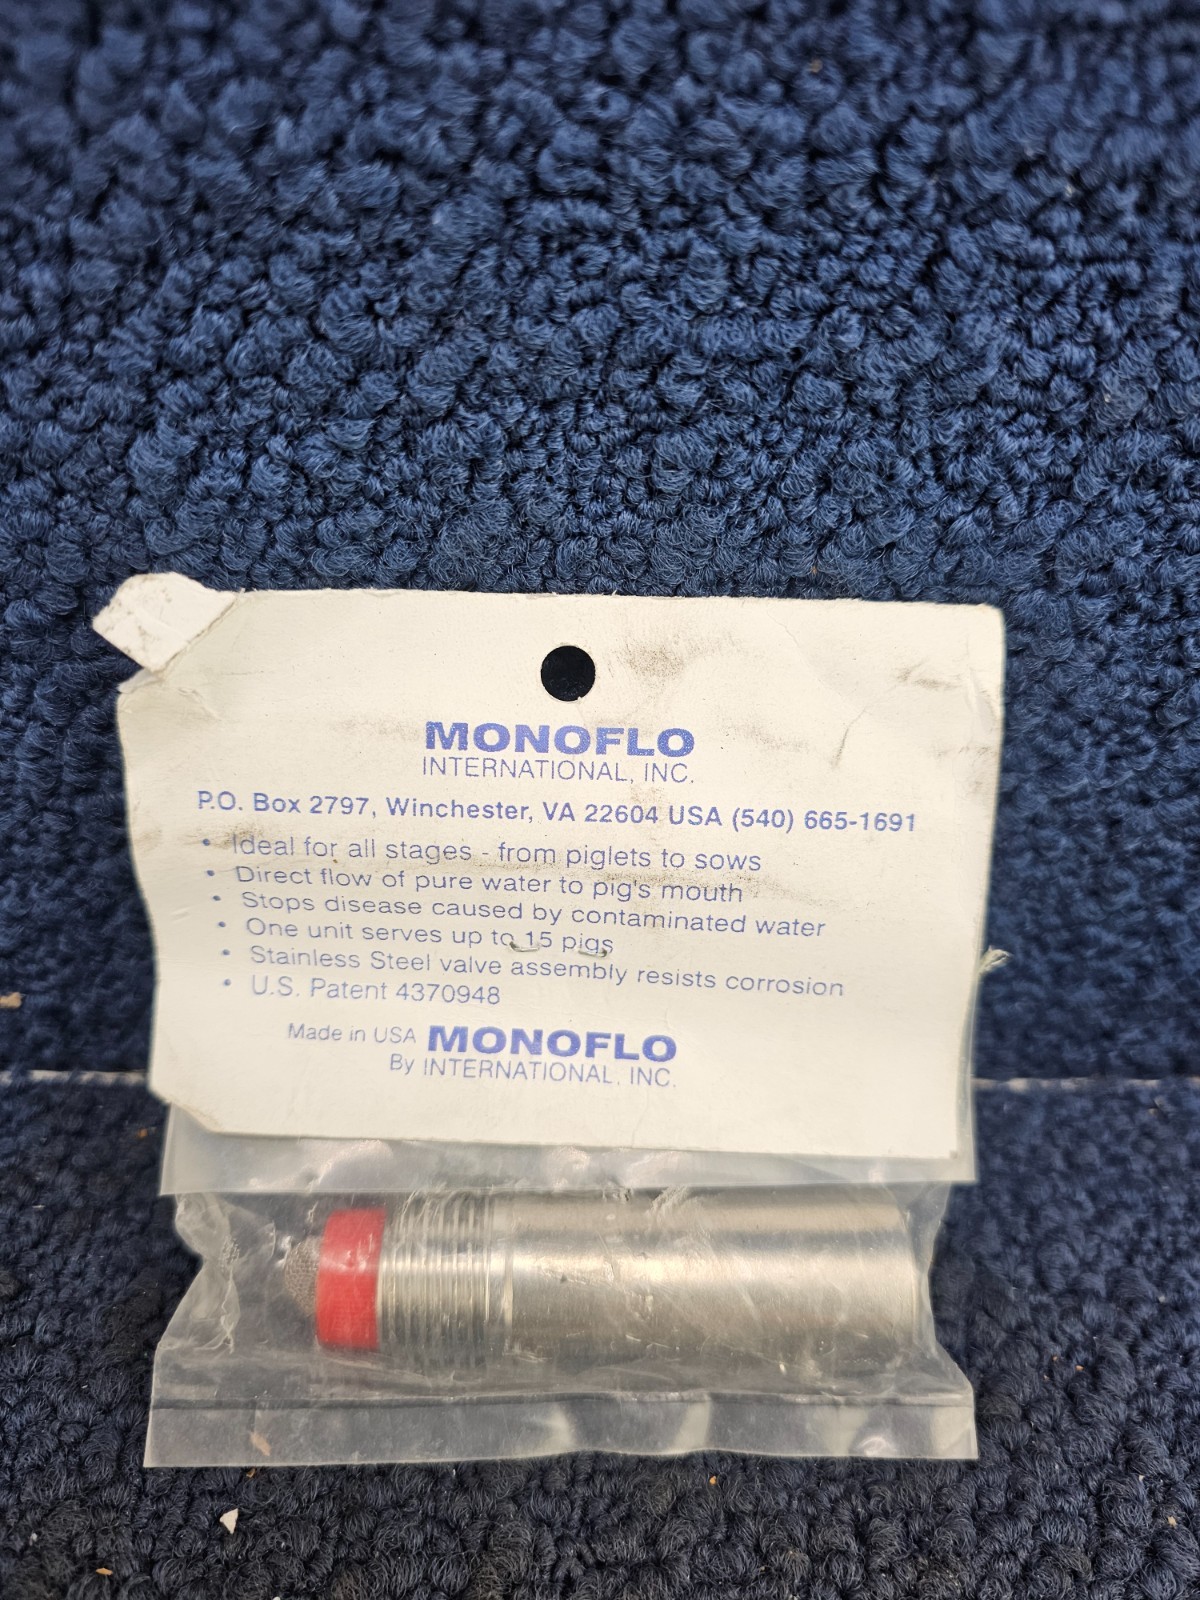 MONOFLO
INTERNATIONAL, INC.
P.O. Box 2797, Winchester, VA 22604 USA (540) 665-1691
• Ideal for all stages - from piglets to sows
• Direct flow of pure water to pig's mouth
• Stops disease caused by contaminated water
• One unit serves up to 15 pigs
• Stainless Steel valve assembly resists corrosion
• U.S. Patent 4370948
Made in USA MONOFLO
By INTERNATIONAL, INC.